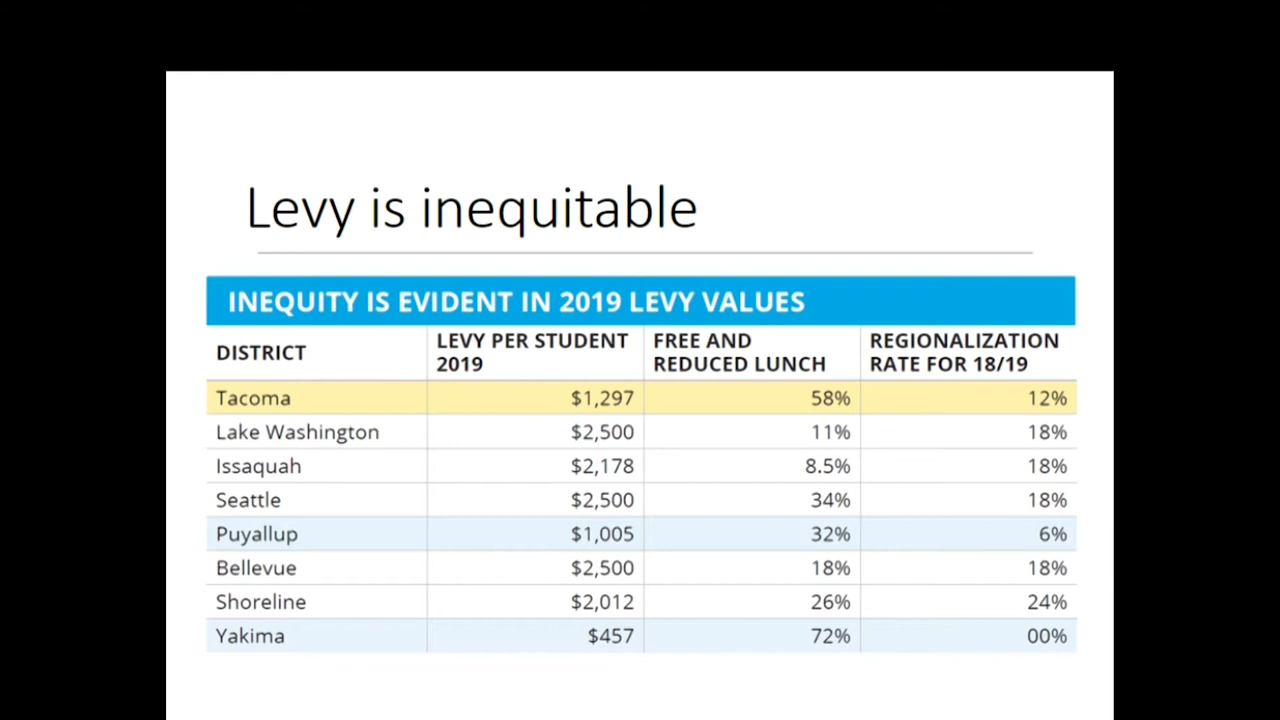 Levy is inequitable
INEQUITY IS EVIDENT IN 2019 LEVY VALUES
DISTRICT LEVY PER STUDENT 2019 FREE AND REDUCED LUNCH REGIONALIZATION RATE FOR 18/19
Tacoma $1,297 58% 12%
Lake Washington $2,500 11% 18%
Issaquah $2,178 8.5% 18%
Seattle $2,500 34% 18%
Puyallup $1,005 32% 6%
Bellevue $2,500 18% 18%
Shoreline $2,012 26% 24%
Yakima $457 72% 00%